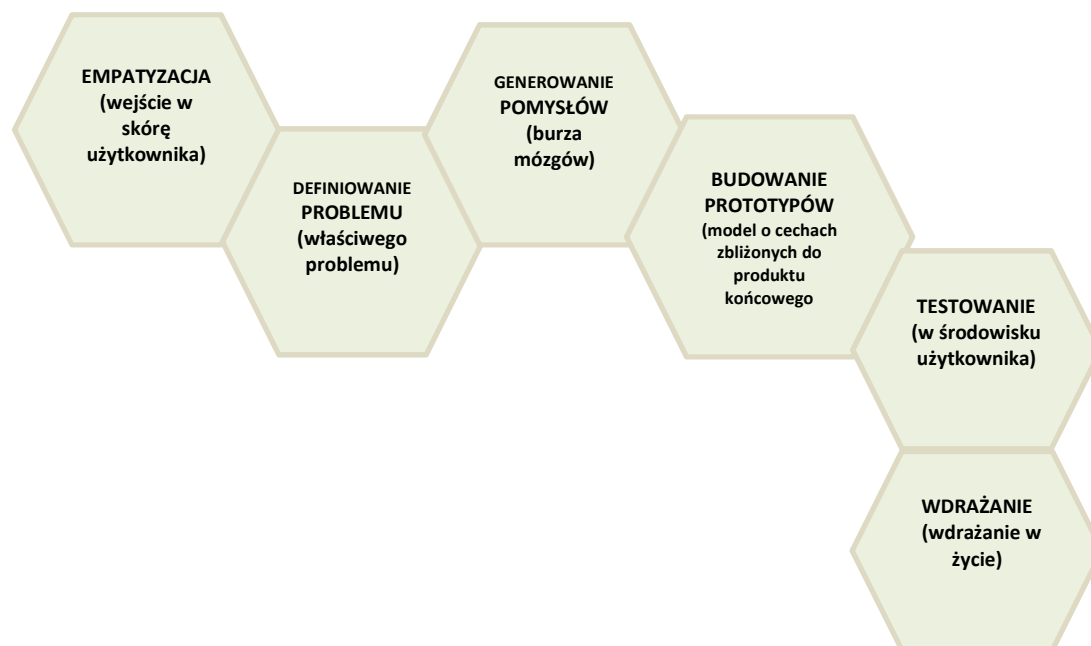 EMPATYZACJA
(wejście w
skórę
użytkownika)
DEFINIOWANIE
PROBLEMU
(właściwego
problemu)
GENEROWANIE
POMYSŁÓW
(burza
mózgów)
BUDOWANIE
PROTOTYPÓW
(model o cechach
zbliżonych do
produktu
końcowego
TESTOWANIE
(w środowisku
użytkownika)
WDRAŻANIE
(wdrażanie w
życie)